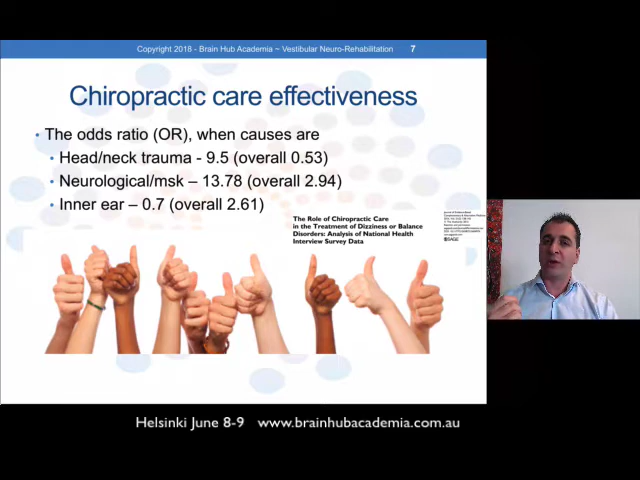 Copyright 2018 - Brain Hub Academia ~ Vestibular Neuro-Rehabilitation 7
Chiropractic care effectiveness
• The odds ratio (OR), when causes are
• Head/neck trauma - 9.5 (overall 0.53)
• Neurological/msk – 13.78 (overall 2.94)
• Inner ear – 0.7 (overall 2.61)
The Role of Chiropractic Care
in the Treatment of Dizziness or Balance
Disorders: Analysis of National Health
Interview Survey Data
SAGE
Helsinki June 8-9 www.brainhubacademia.com.au